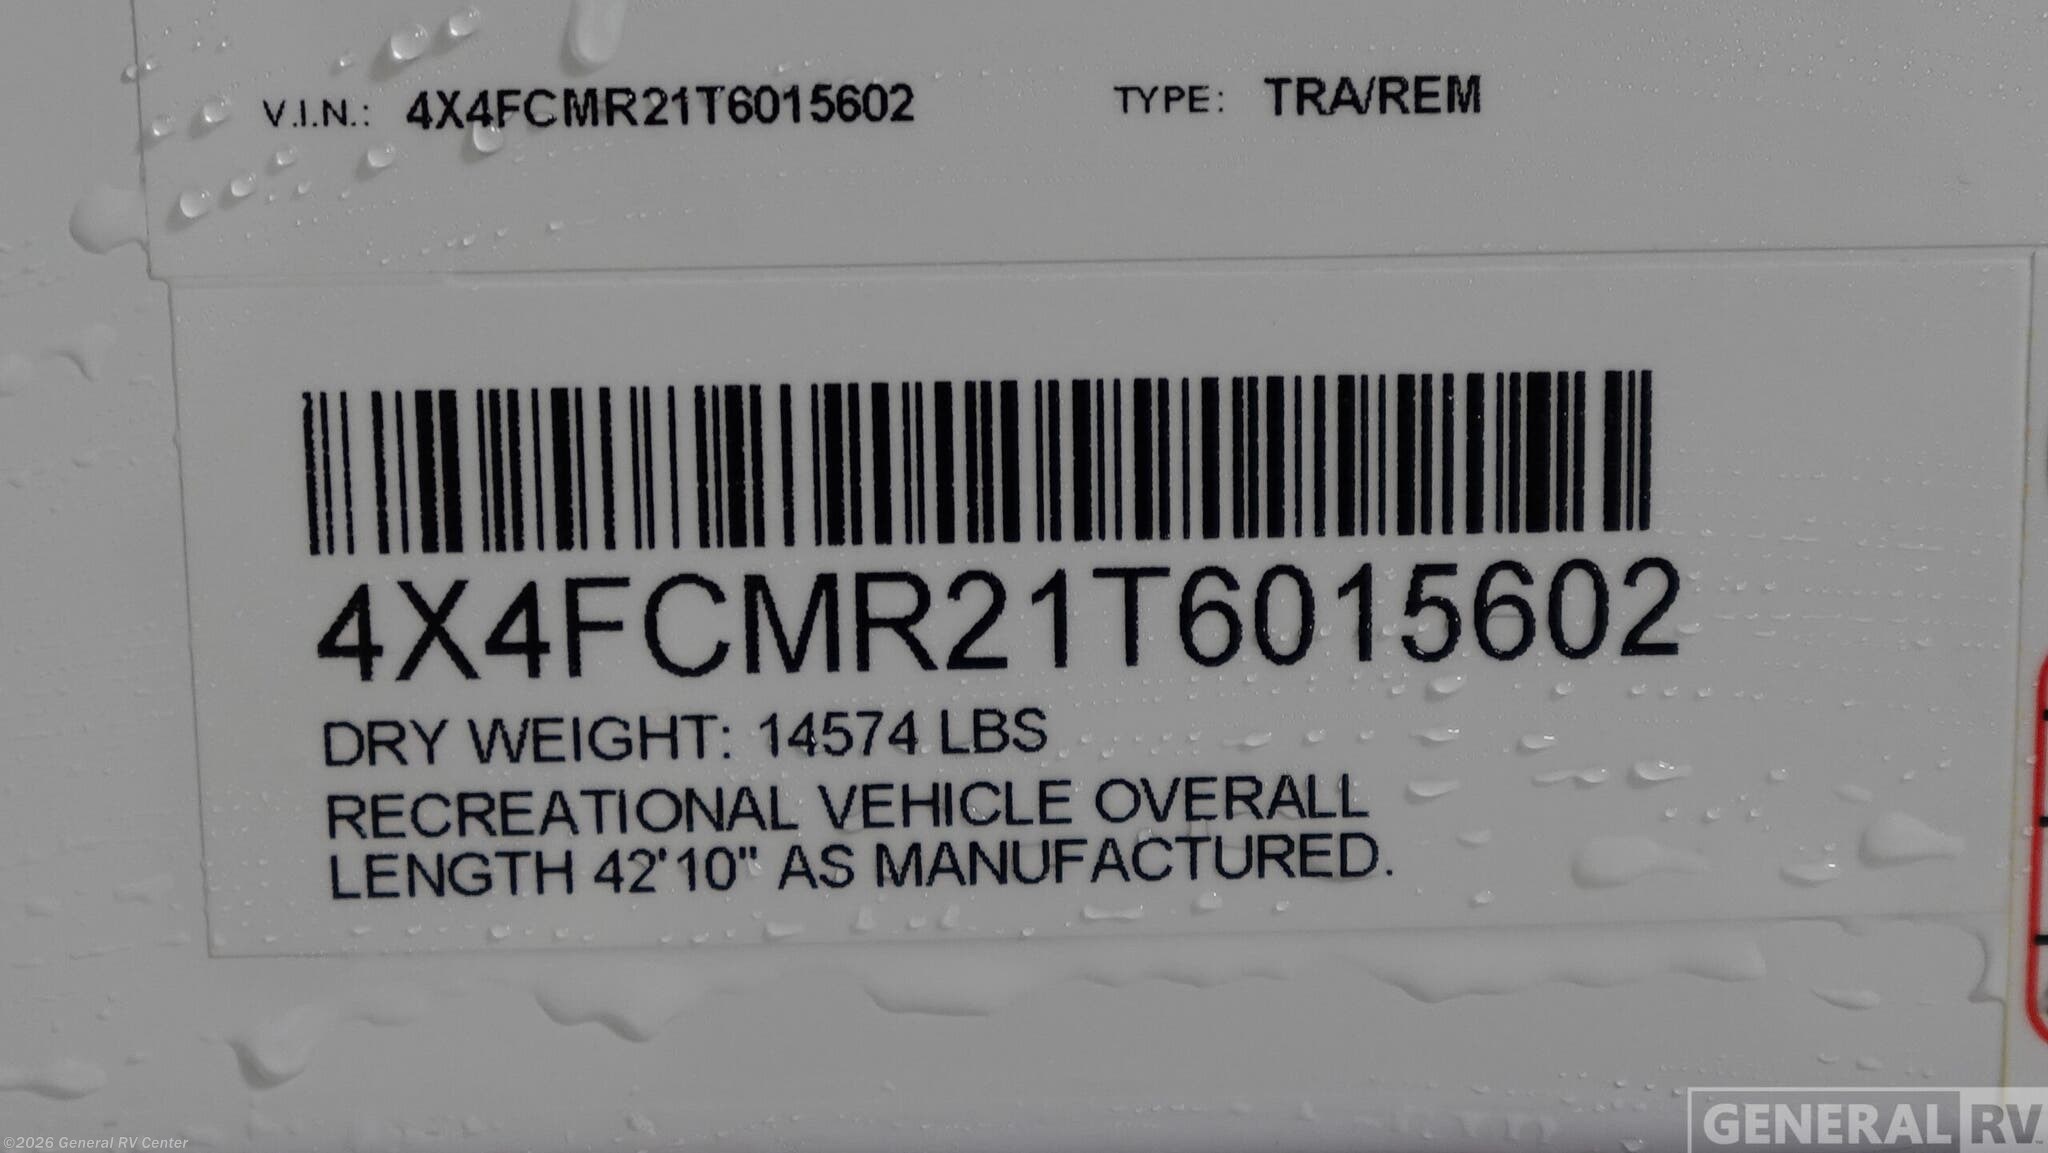 V.I.N.: 4X4FCMR21T6015602 TYPE: TRA/REM
4X4FCMR21T6015602
DRY WEIGHT: 14574 LBS
RECREATIONAL VEHICLE OVERALL
LENGTH 42'10" AS MANUFACTURED.
GENERAL RV
©2026 General RV Center